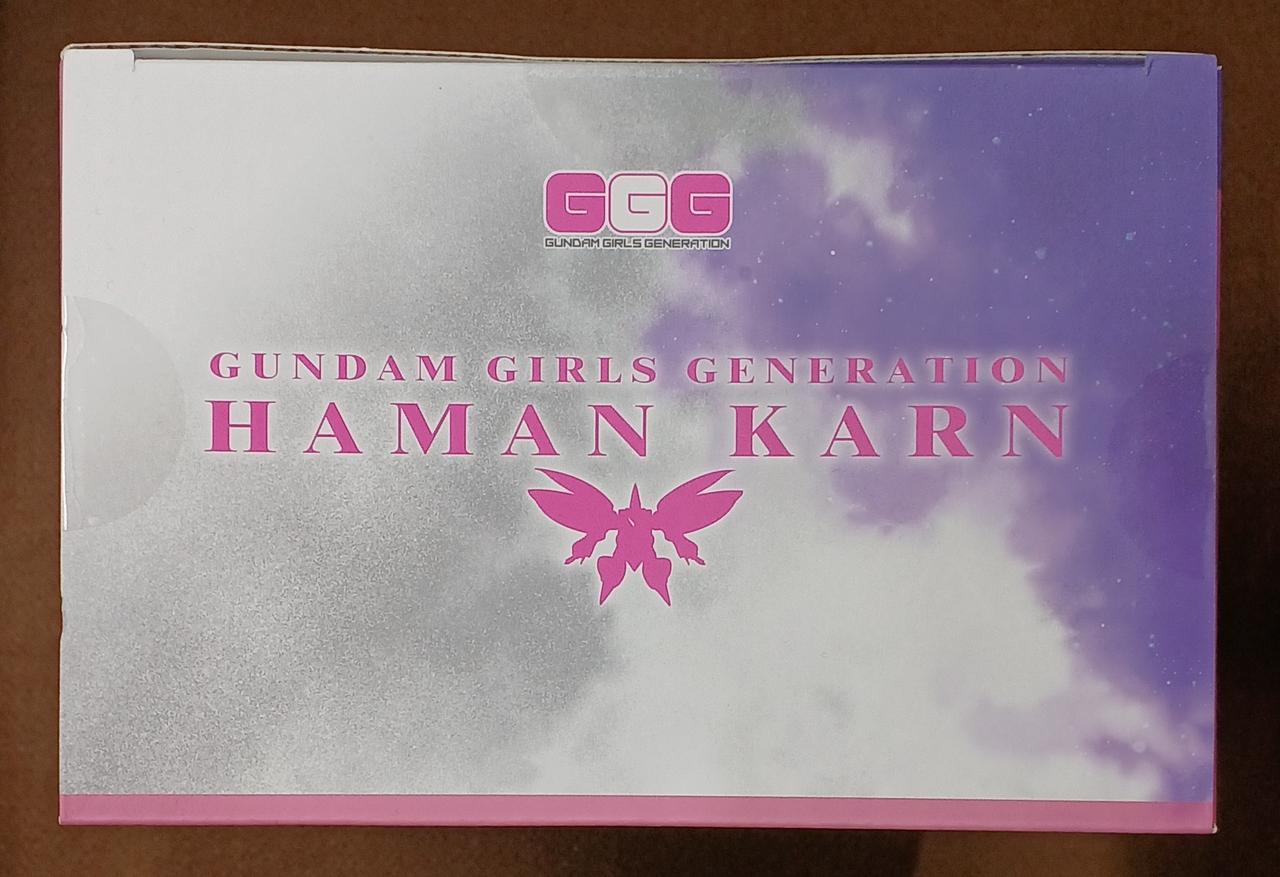 GGG
GUNDAM GIRLS GENERATION
GUNDAM GIRLS GENERATION
HAMAN KARN